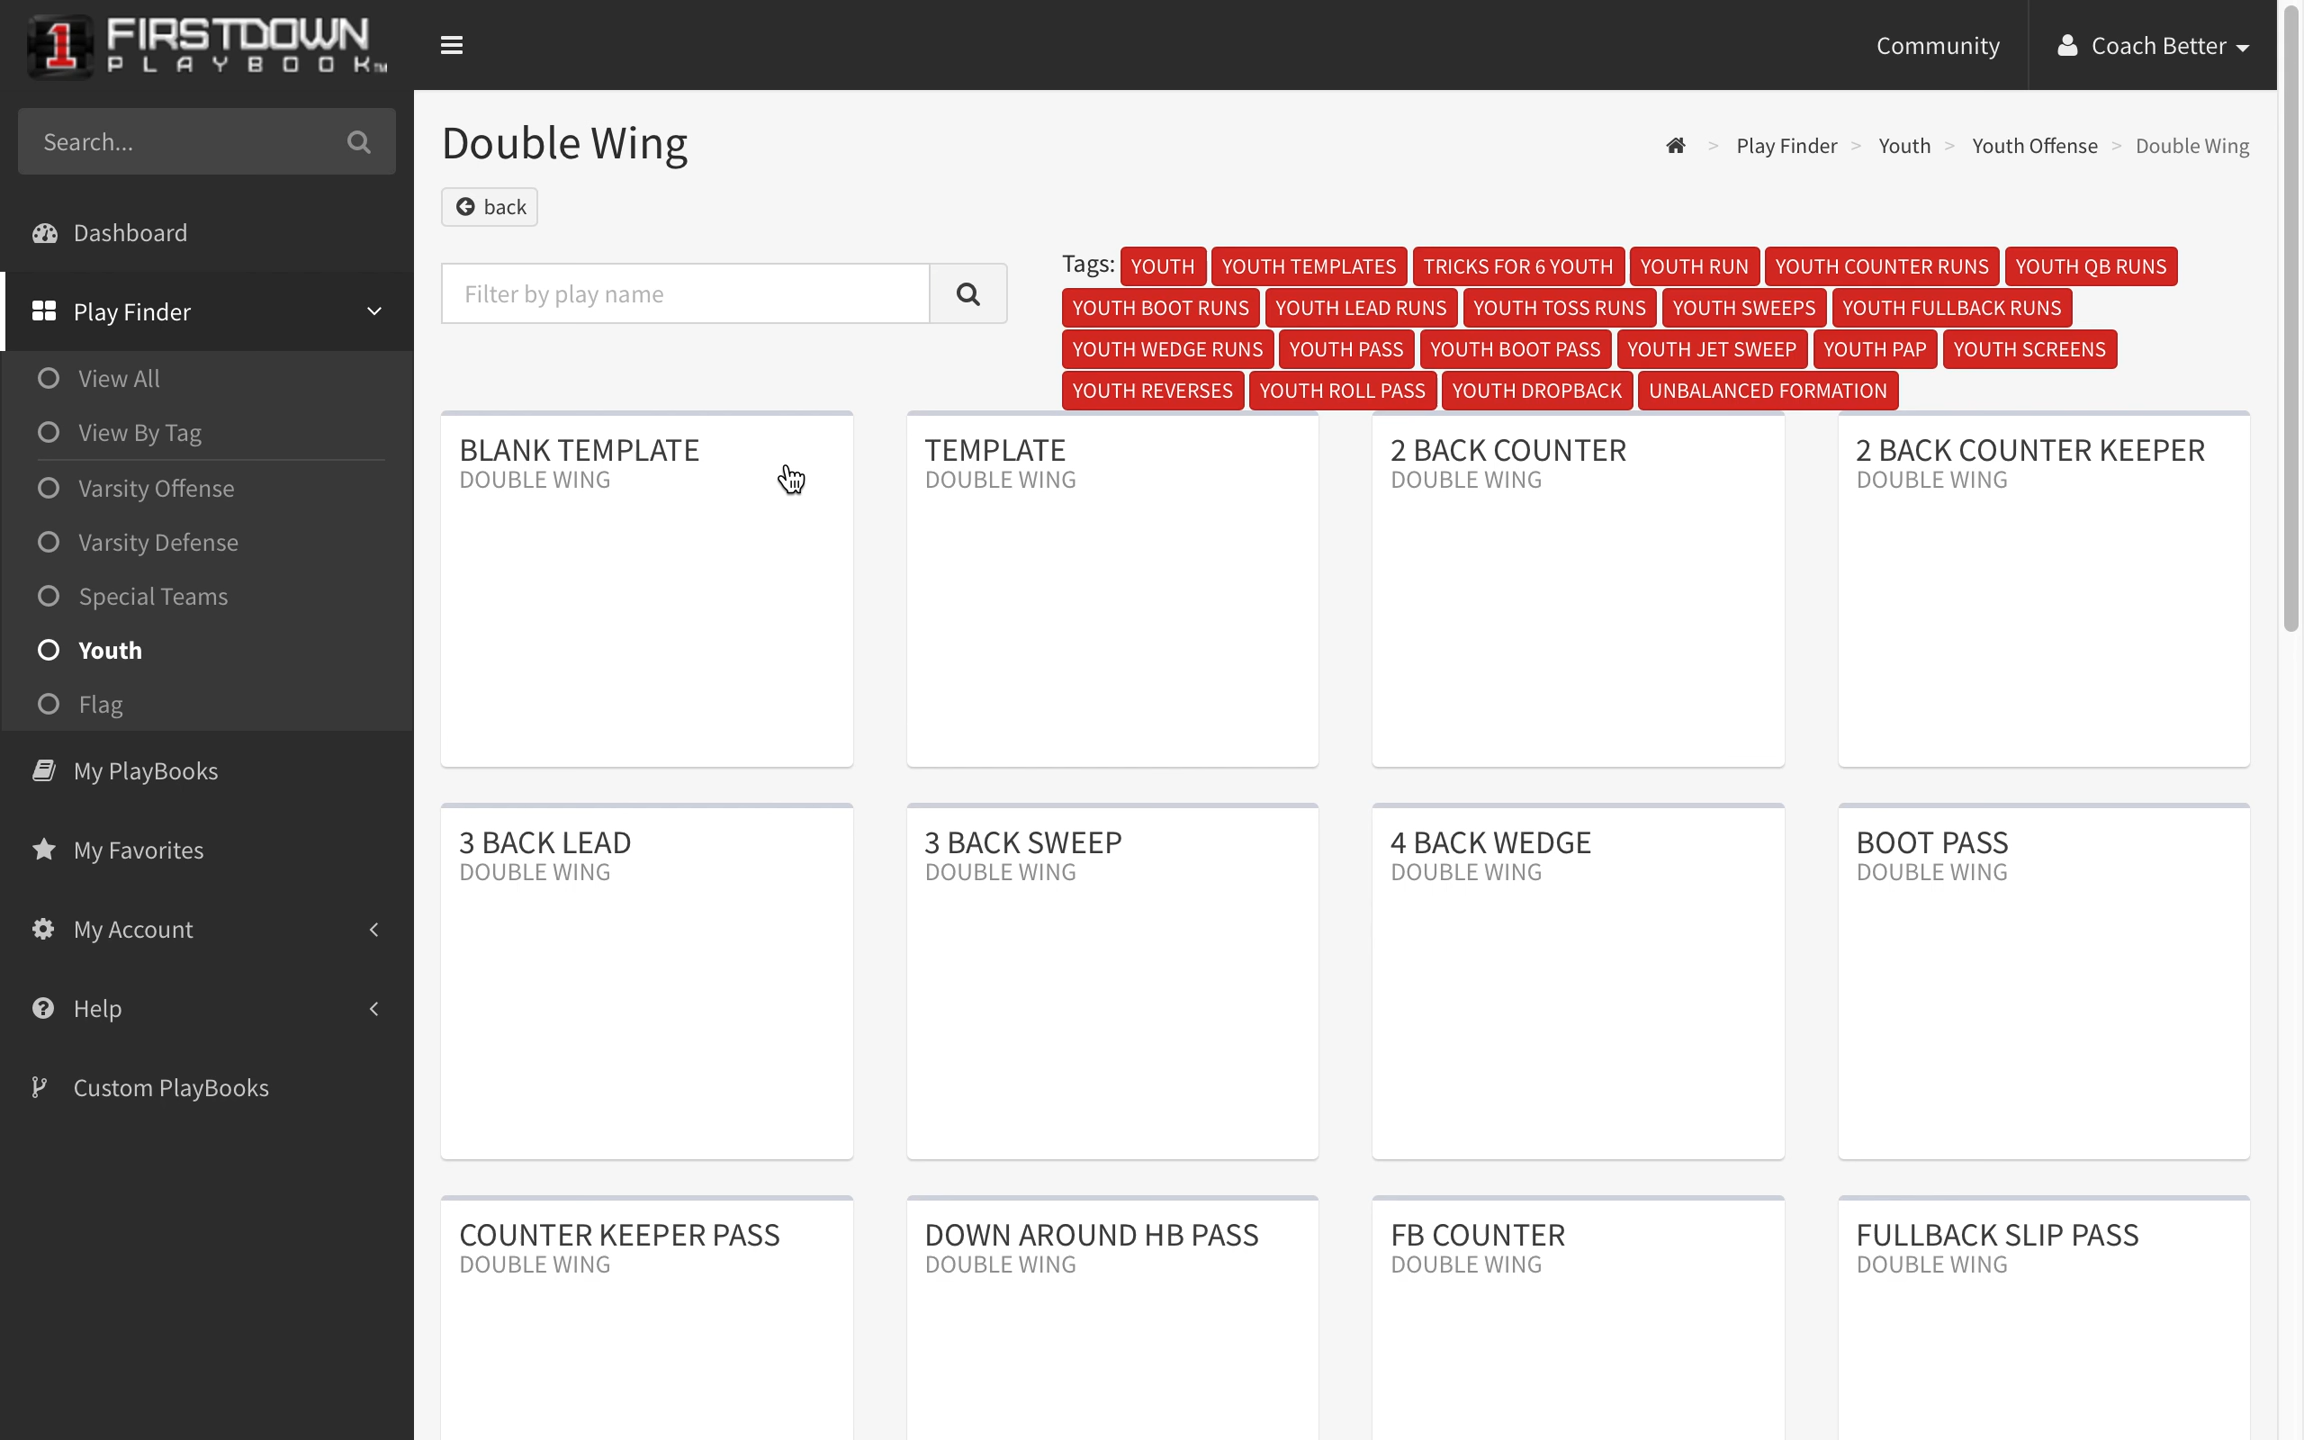 1 FIRSTDOWN
PLAYBOOK™
Community
Coach Better
Search...
Dashboard
Play Finder
View All
View By Tag
Varsity Offense
Varsity Defense
Special Teams
Youth
Flag
My PlayBooks
My Favorites
My Account
Help
Custom PlayBooks
Double Wing
> Play Finder > Youth > Youth Offense > Double Wing
back
Filter by play name
Tags: YOUTH YOUTH TEMPLATES TRICKS FOR 6 YOUTH YOUTH RUN YOUTH COUNTER RUNS YOUTH QB RUNS
YOUTH BOOT RUNS YOUTH LEAD RUNS YOUTH TOSS RUNS YOUTH SWEEPS YOUTH FULLBACK RUNS
YOUTH WEDGE RUNS YOUTH PASS YOUTH BOOT PASS YOUTH JET SWEEP YOUTH PAP YOUTH SCREENS
YOUTH REVERSES YOUTH ROLL PASS YOUTH DROPBACK UNBALANCED FORMATION
BLANK TEMPLATE
DOUBLE WING
TEMPLATE
DOUBLE WING
2 BACK COUNTER
DOUBLE WING
2 BACK COUNTER KEEPER
DOUBLE WING
3 BACK LEAD
DOUBLE WING
3 BACK SWEEP
DOUBLE WING
4 BACK WEDGE
DOUBLE WING
BOOT PASS
DOUBLE WING
COUNTER KEEPER PASS
DOUBLE WING
DOWN AROUND HB PASS
DOUBLE WING
FB COUNTER
DOUBLE WING
FULLBACK SLIP PASS
DOUBLE WING